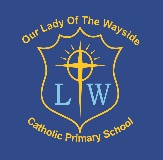 Our Lady Of The Wayside
L W
Catholic Primary School